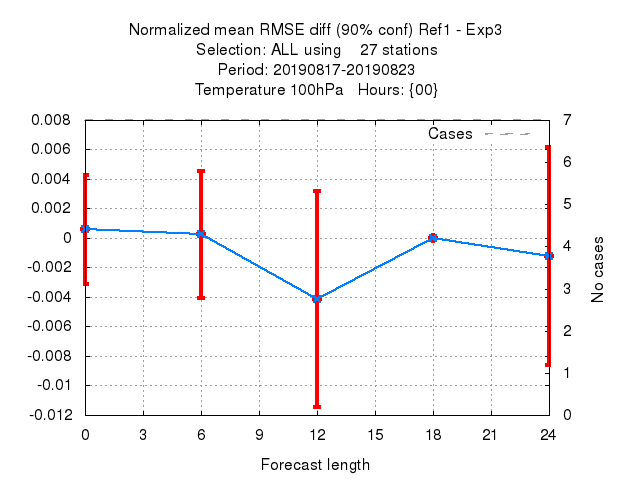 Normalized mean RMSE diff (90% conf) Ref1 - Exp3
Selection: ALL using    27 stations
Period: 20190817-20190823
Temperature 100hPa   Hours: {00}
Cases
0.008
0.006
0.004
0.002
0
-0.002
-0.004
-0.006
-0.008
-0.01
-0.012
7
6
5
4
3
2
1
0
No cases
0 3 6 9 12 15 18 21 24
Forecast length